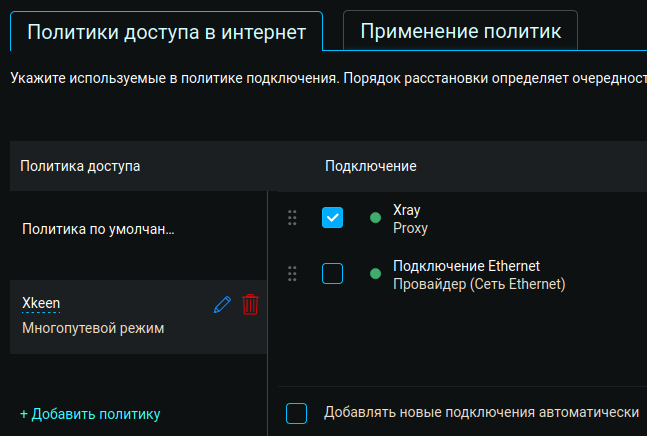 Политики доступа в интернет
Применение политик
Укажите используемые в политике подключения. Порядок расстановки определяет очередност
Политика доступа
Подключение
Политика по умолчан...
Xray
Proxy
Подключение Ethernet
Провайдер (Сеть Ethernet)
Xkeen
Многопутевой режим
+ Добавить политику
Добавлять новые подключения автоматически